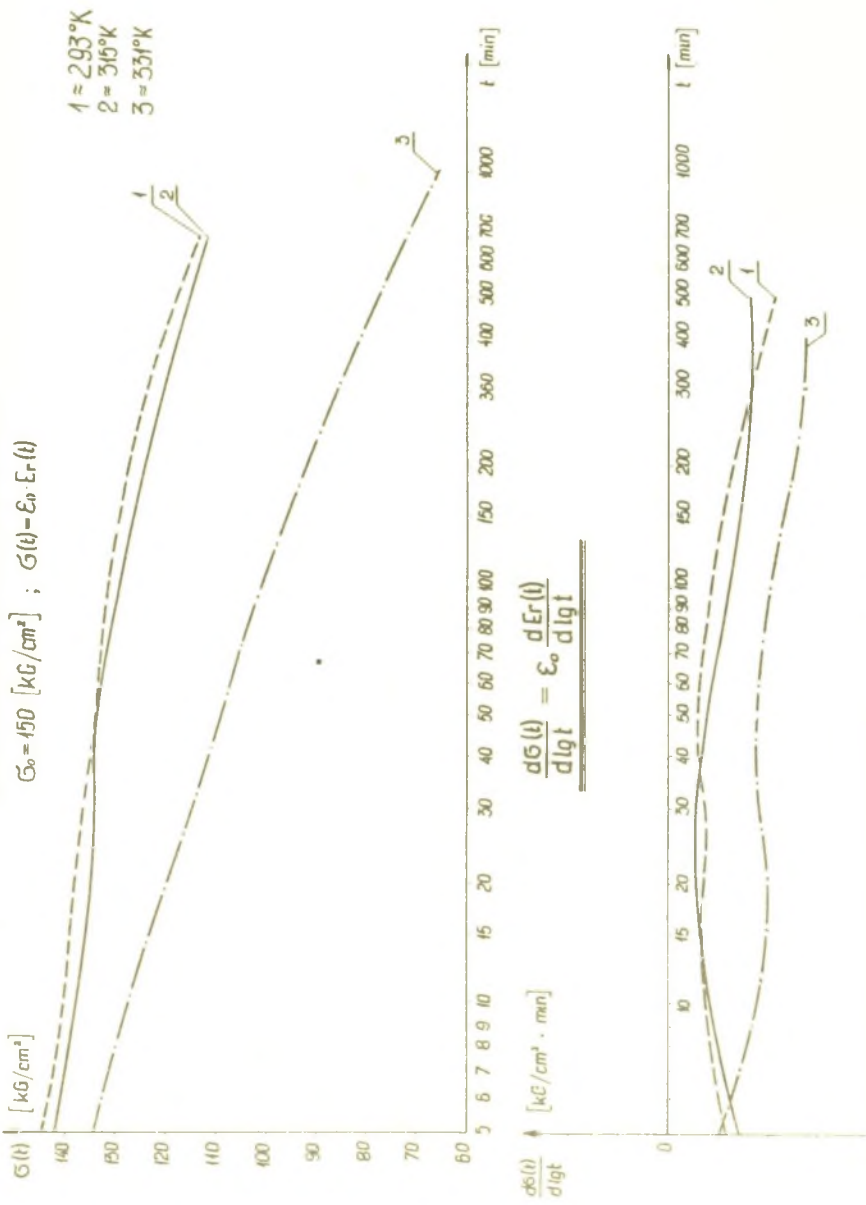 σ₀=150 [kG/cm²] ; σ(t)=ε₀·Er(t)
1 ≈ 293°K
2 ≈ 315°K
3 ≈ 331°K
σ(t) [kG/cm²]
140
130
110
100
90
80
70
60
1
2
3
5 6 7 8 9 10 15 20 30 40 50 60 70 80 90 100 150 200 360 400 500 600 700 1000 t [min]
dσ(t)/dlgt = ε₀ dEr(t)/dlgt
dσ(t)/dlgt [kG/cm² · min]
0
10 15 20 30 40 50 60 70 80 90 100 150 200 300 400 500 600 700 1000 t [min]
2
1
3